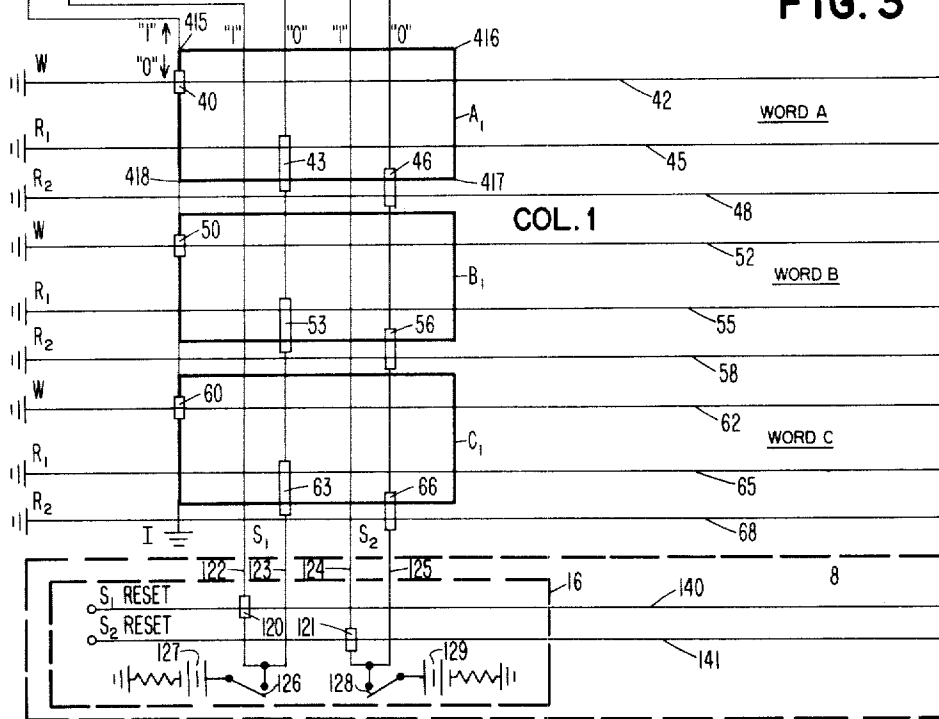 FIG. 3
415 "1" "1" "0" "1" "0" 416
"0"
W 40 42
A1 WORD A
R1 43 46 45
418 417
R2 48
COL. 1
W 50 52
B1 WORD B
R1 53 56 55
R2 58
W 60 62
C1 WORD C
R1 63 66 65
R2 68
I S1 S2
122 123 124 125 8
16
S1 RESET 140
120 121
S2 RESET 141
127 126 128 129